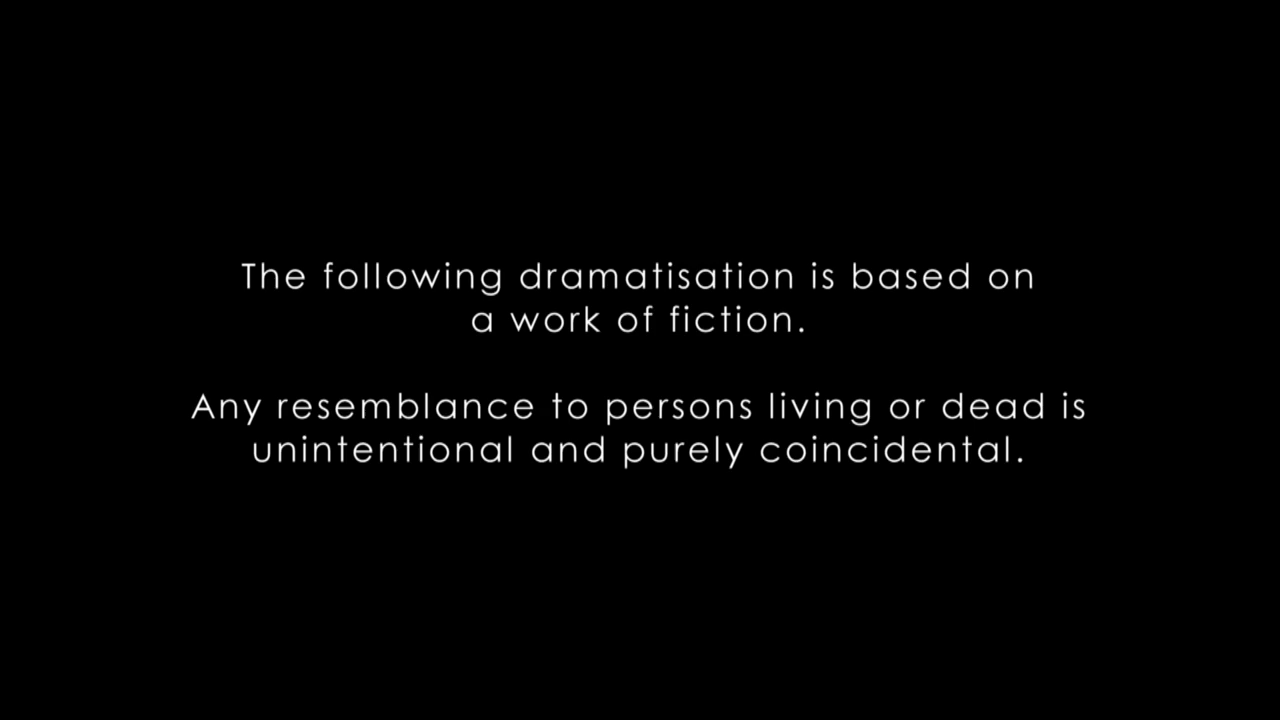 The following dramatisation is based on
a work of fiction.
Any resemblance to persons living or dead is
unintentional and purely coincidental.